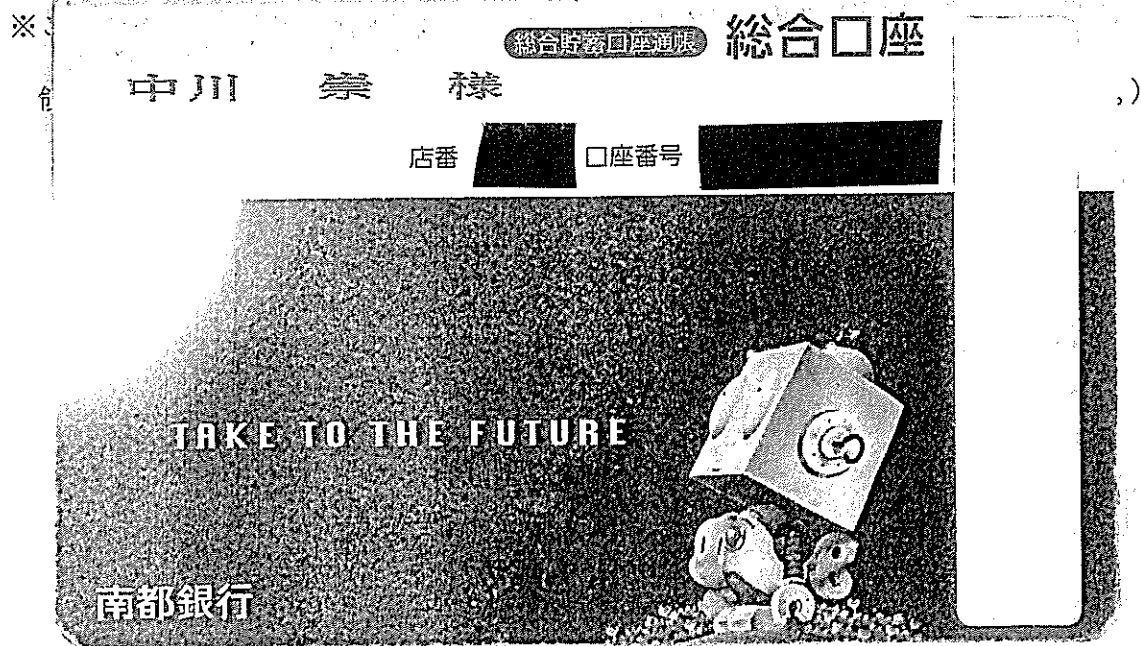 ※
総合貯蓄口座通帳 総合口座
中川 崇 様
店番 口座番号
TAKE TO THE FUTURE
南都銀行